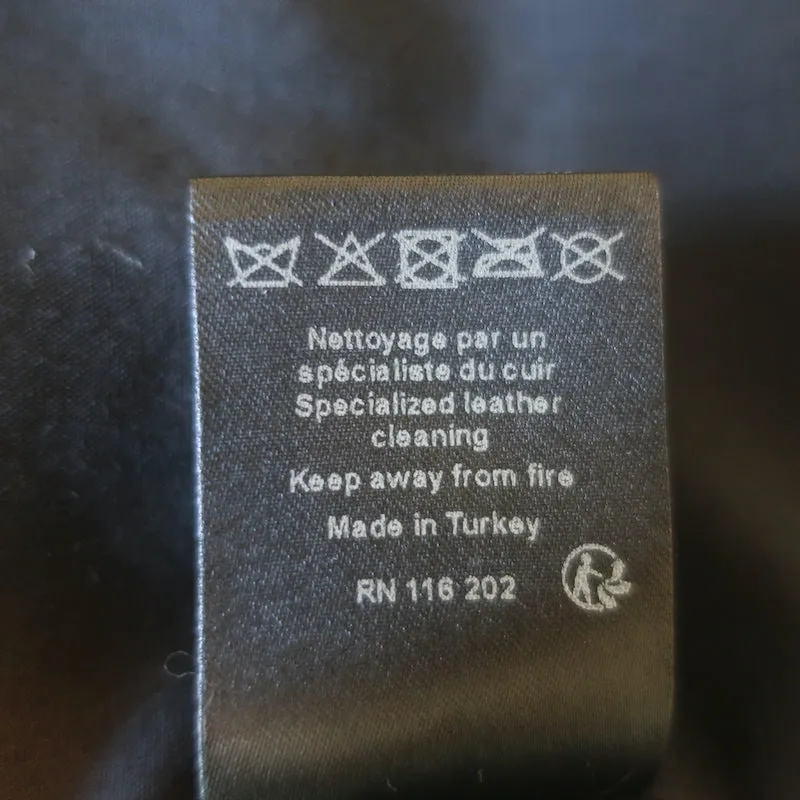 Nettoyage par un
spécialiste du cuir
Specialized leather
cleaning
Keep away from fire
Made in Turkey
RN 116 202